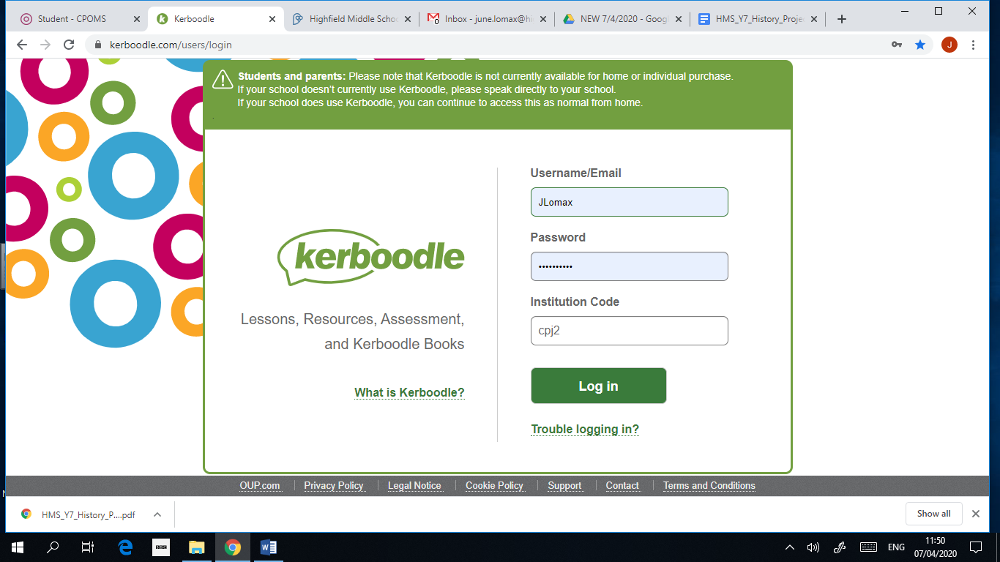 Student - CPOMS
Kerboodle
Highfield Middle Schoo
Inbox - june.lomax@hi
NEW 7/4/2020 - Googl
HMS_Y7_History_Proje
kerboodle.com/users/login
J
Students and parents: Please note that Kerboodle is not currently available for home or individual purchase.
If your school doesn't currently use Kerboodle, please speak directly to your school.
If your school does use Kerboodle, you can continue to access this as normal from home.
kerboodle
Lessons, Resources, Assessment,
and Kerboodle Books
What is Kerboodle?
Username/Email
JLomax
Password
••••••••••
Institution Code
cpj2
Log in
Trouble logging in?
OUP.com Privacy Policy Legal Notice Cookie Policy Support Contact Terms and Conditions
HMS_Y7_History_P....pdf
Show all
BBC
ENG
11:50
07/04/2020